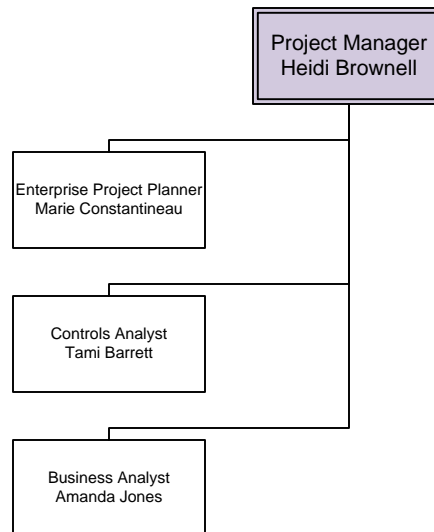 Project Manager
Heidi Brownell
Enterprise Project Planner
Marie Constantineau
Controls Analyst
Tami Barrett
Business Analyst
Amanda Jones